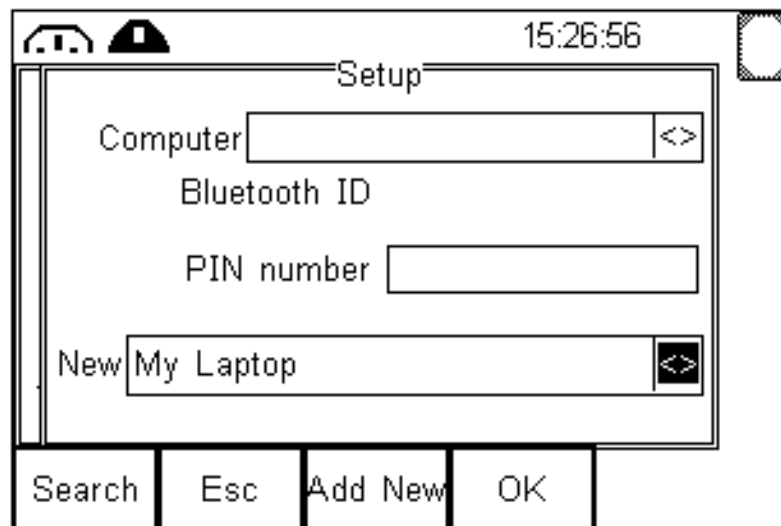 15:26:56
Setup
Computer <>
Bluetooth ID
PIN number
New My Laptop <>
Search Esc Add New OK